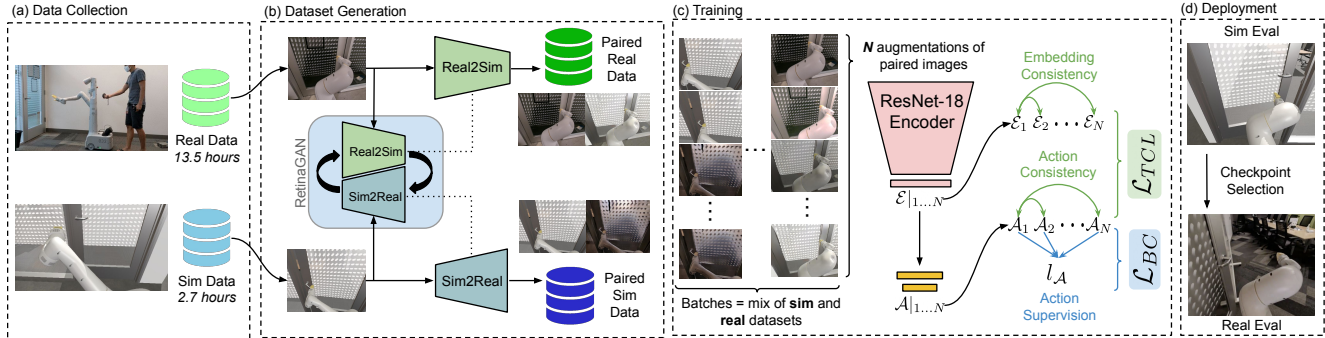 (a) Data Collection
Real Data
13.5 hours
Sim Data
2.7 hours
(b) Dataset Generation
Real2Sim
Paired
Real
Data
RetinaGAN
Real2Sim
Sim2Real
Sim2Real
Paired
Sim
Data
(c) Training
Batches = mix of sim and
real datasets
N augmentations of
paired images
ResNet-18
Encoder
ℰ|₁…N
𝒜|₁…N
Embedding
Consistency
ℰ₁ ℰ₂ ··· ℰN
Action
Consistency
𝒜₁ 𝒜₂ ··· 𝒜N
l𝒜
Action
Supervision
ℒTCL
ℒBC
(d) Deployment
Sim Eval
Checkpoint
Selection
Real Eval